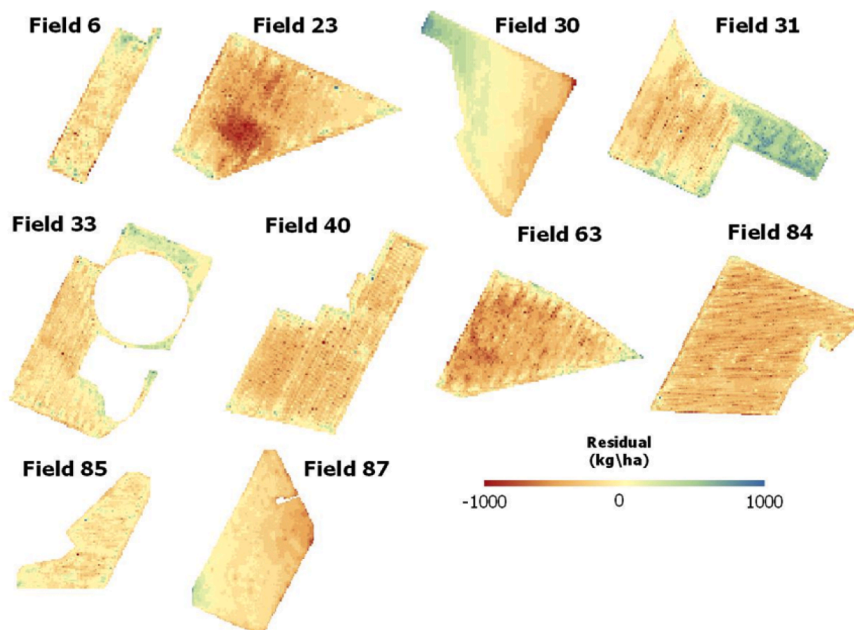 Field 6
Field 23
Field 30
Field 31
Field 33
Field 40
Field 63
Field 84
Residual
(kg\ha)
-1000 0 1000
Field 85
Field 87